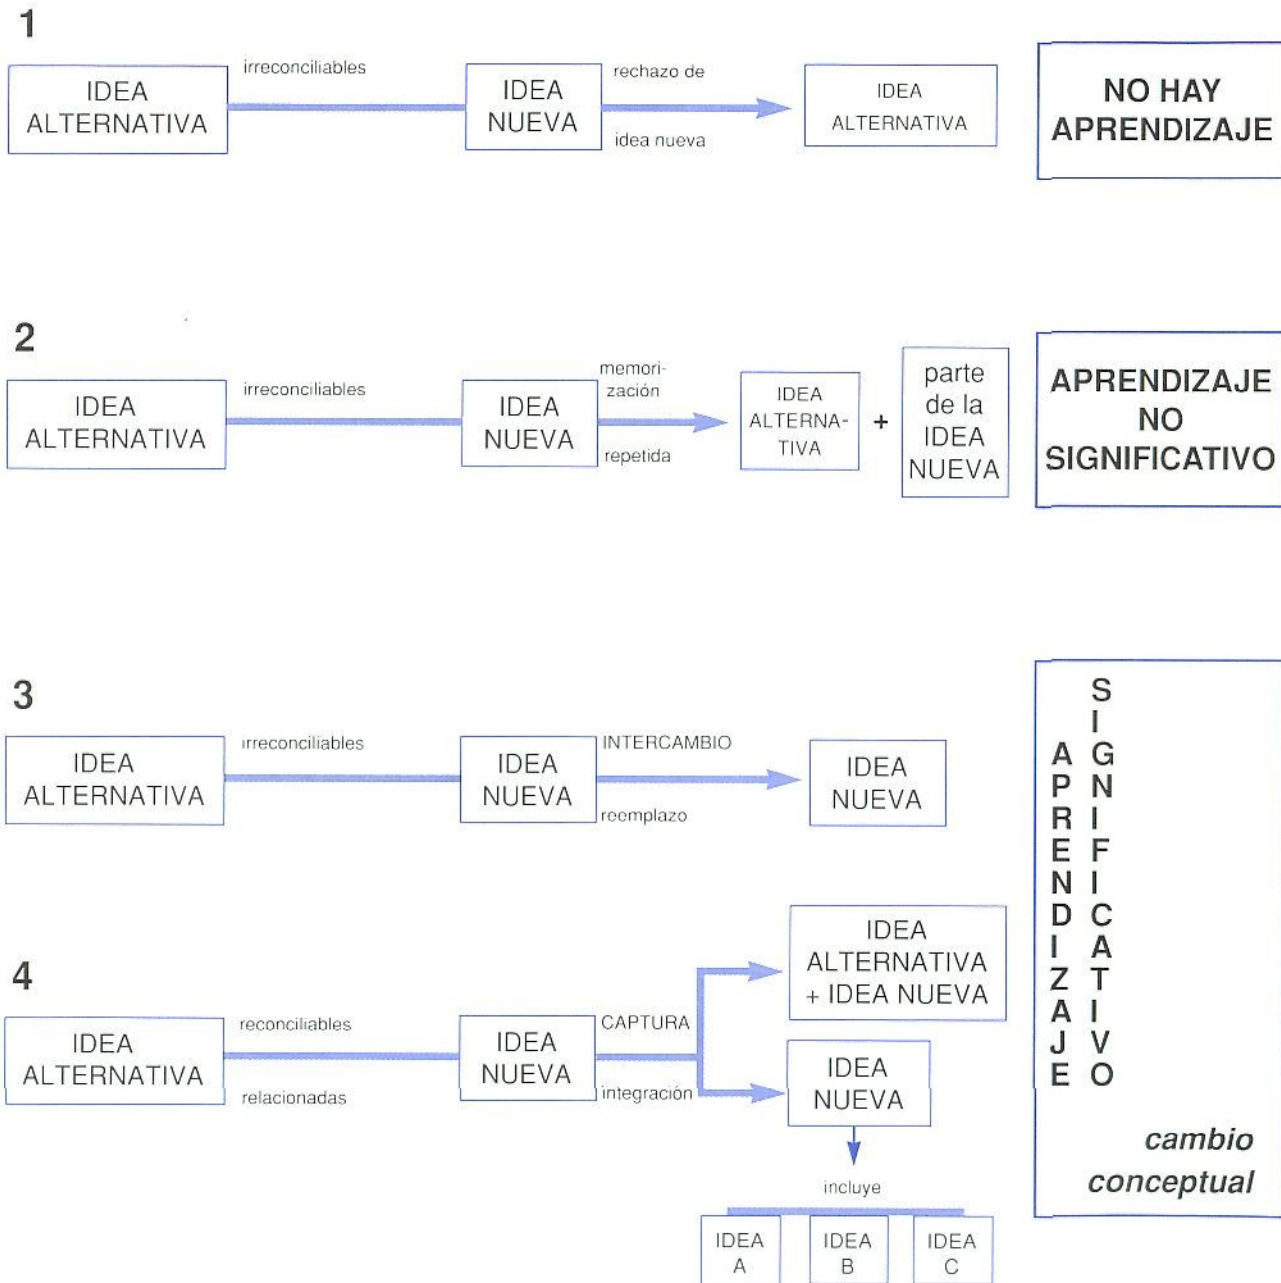 1
IDEA
ALTERNATIVA
irreconciliables
IDEA
NUEVA
rechazo de
idea nueva
IDEA
ALTERNATIVA
NO HAY
APRENDIZAJE
2
IDEA
ALTERNATIVA
irreconciliables
IDEA
NUEVA
memori-
zación
repetida
IDEA
ALTERNA-
TIVA
+
parte
de la
IDEA
NUEVA
APRENDIZAJE
NO
SIGNIFICATIVO
3
IDEA
ALTERNATIVA
irreconciliables
IDEA
NUEVA
INTERCAMBIO
reemplazo
IDEA
NUEVA
4
IDEA
ALTERNATIVA
reconciliables
relacionadas
IDEA
NUEVA
CAPTURA
integración
IDEA
ALTERNATIVA
+ IDEA NUEVA
IDEA
NUEVA
incluye
IDEA
A
IDEA
B
IDEA
C
APRENDIZAJE
SIGNIFICATIVO
cambio
conceptual